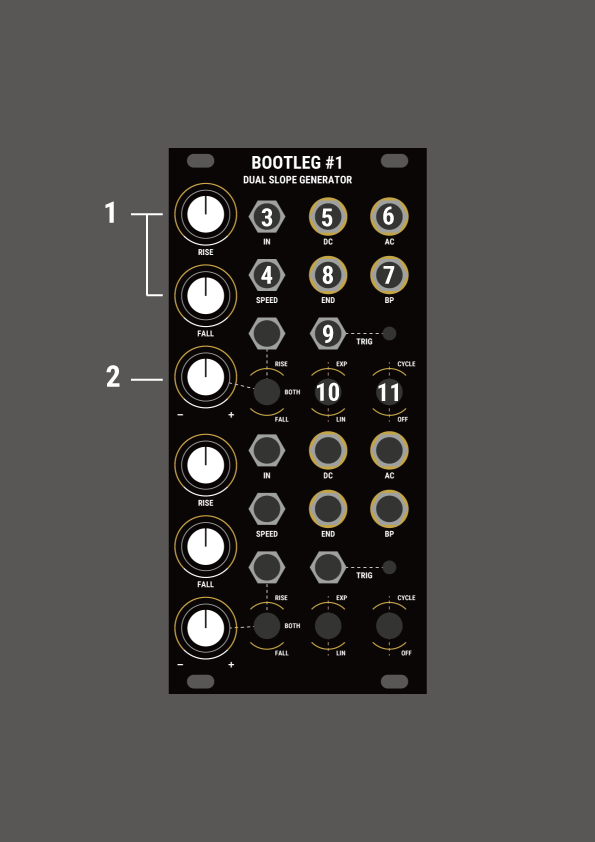 BOOTLEG #1
DUAL SLOPE GENERATOR
1
3 5 6
IN DC AC
RISE
4 8 7
SPEED END BP
9
TRIG
FALL
2
RISE EXP CYCLE
10 11
BOTH
FALL LIN OFF
− +
IN DC AC
RISE
SPEED END BP
TRIG
FALL
RISE EXP CYCLE
BOTH
FALL LIN OFF
− +